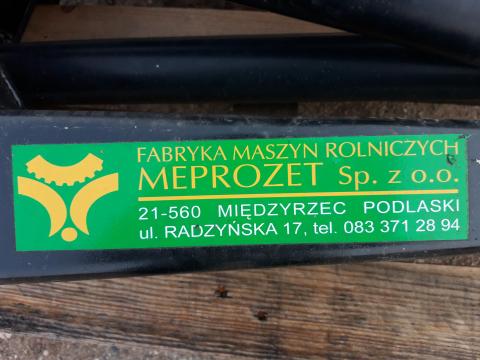 FABRYKA MASZYN ROLNICZYCH
MEPROZET Sp. z o.o.
21-560 MIĘDZYRZEC PODLASKI
ul. RADZYŃSKA 17, tel. 083 371 28 94